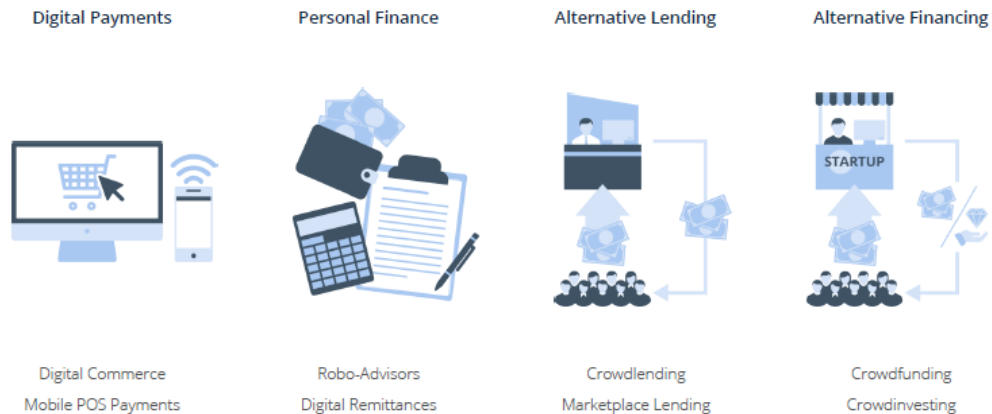 Digital Payments
Personal Finance
Alternative Lending
Alternative Financing
STARTUP
Digital Commerce
Robo-Advisors
Crowdlending
Crowdfunding
Mobile POS Payments
Digital Remittances
Marketplace Lending
Crowdinvesting